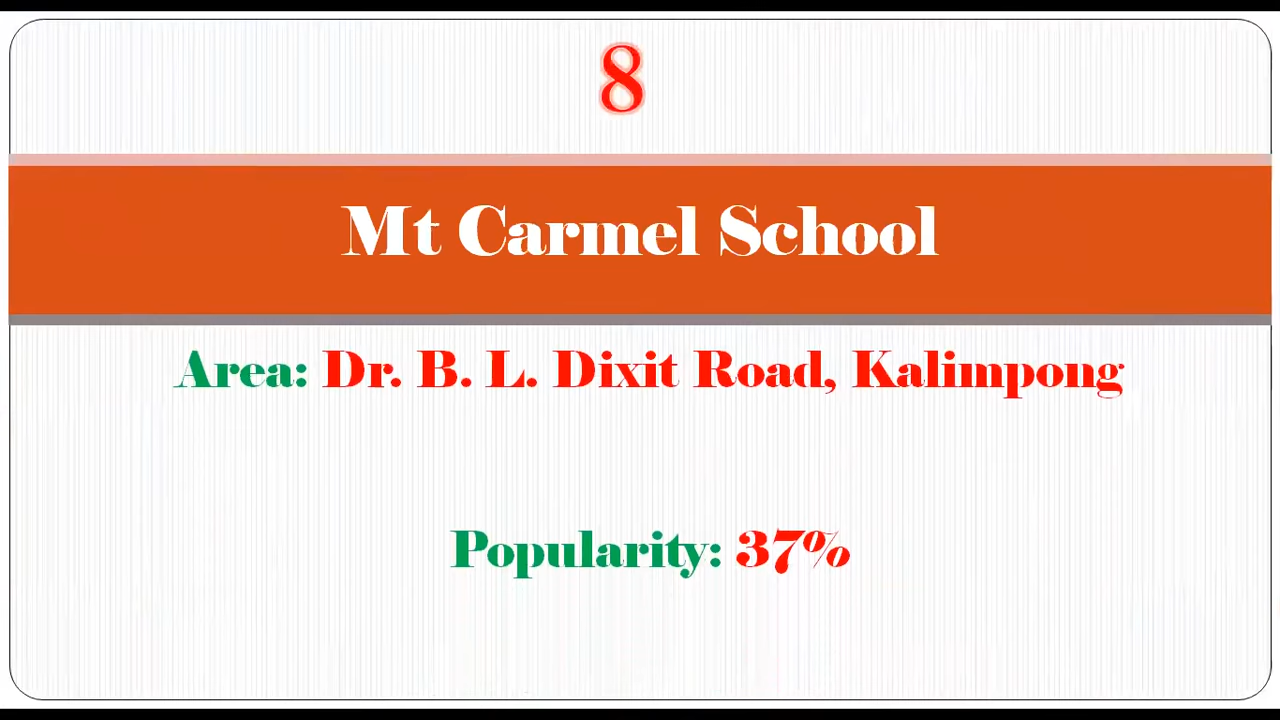 8
Mt Carmel School
Area: Dr. B. L. Dixit Road, Kalimpong
Popularity: 37%